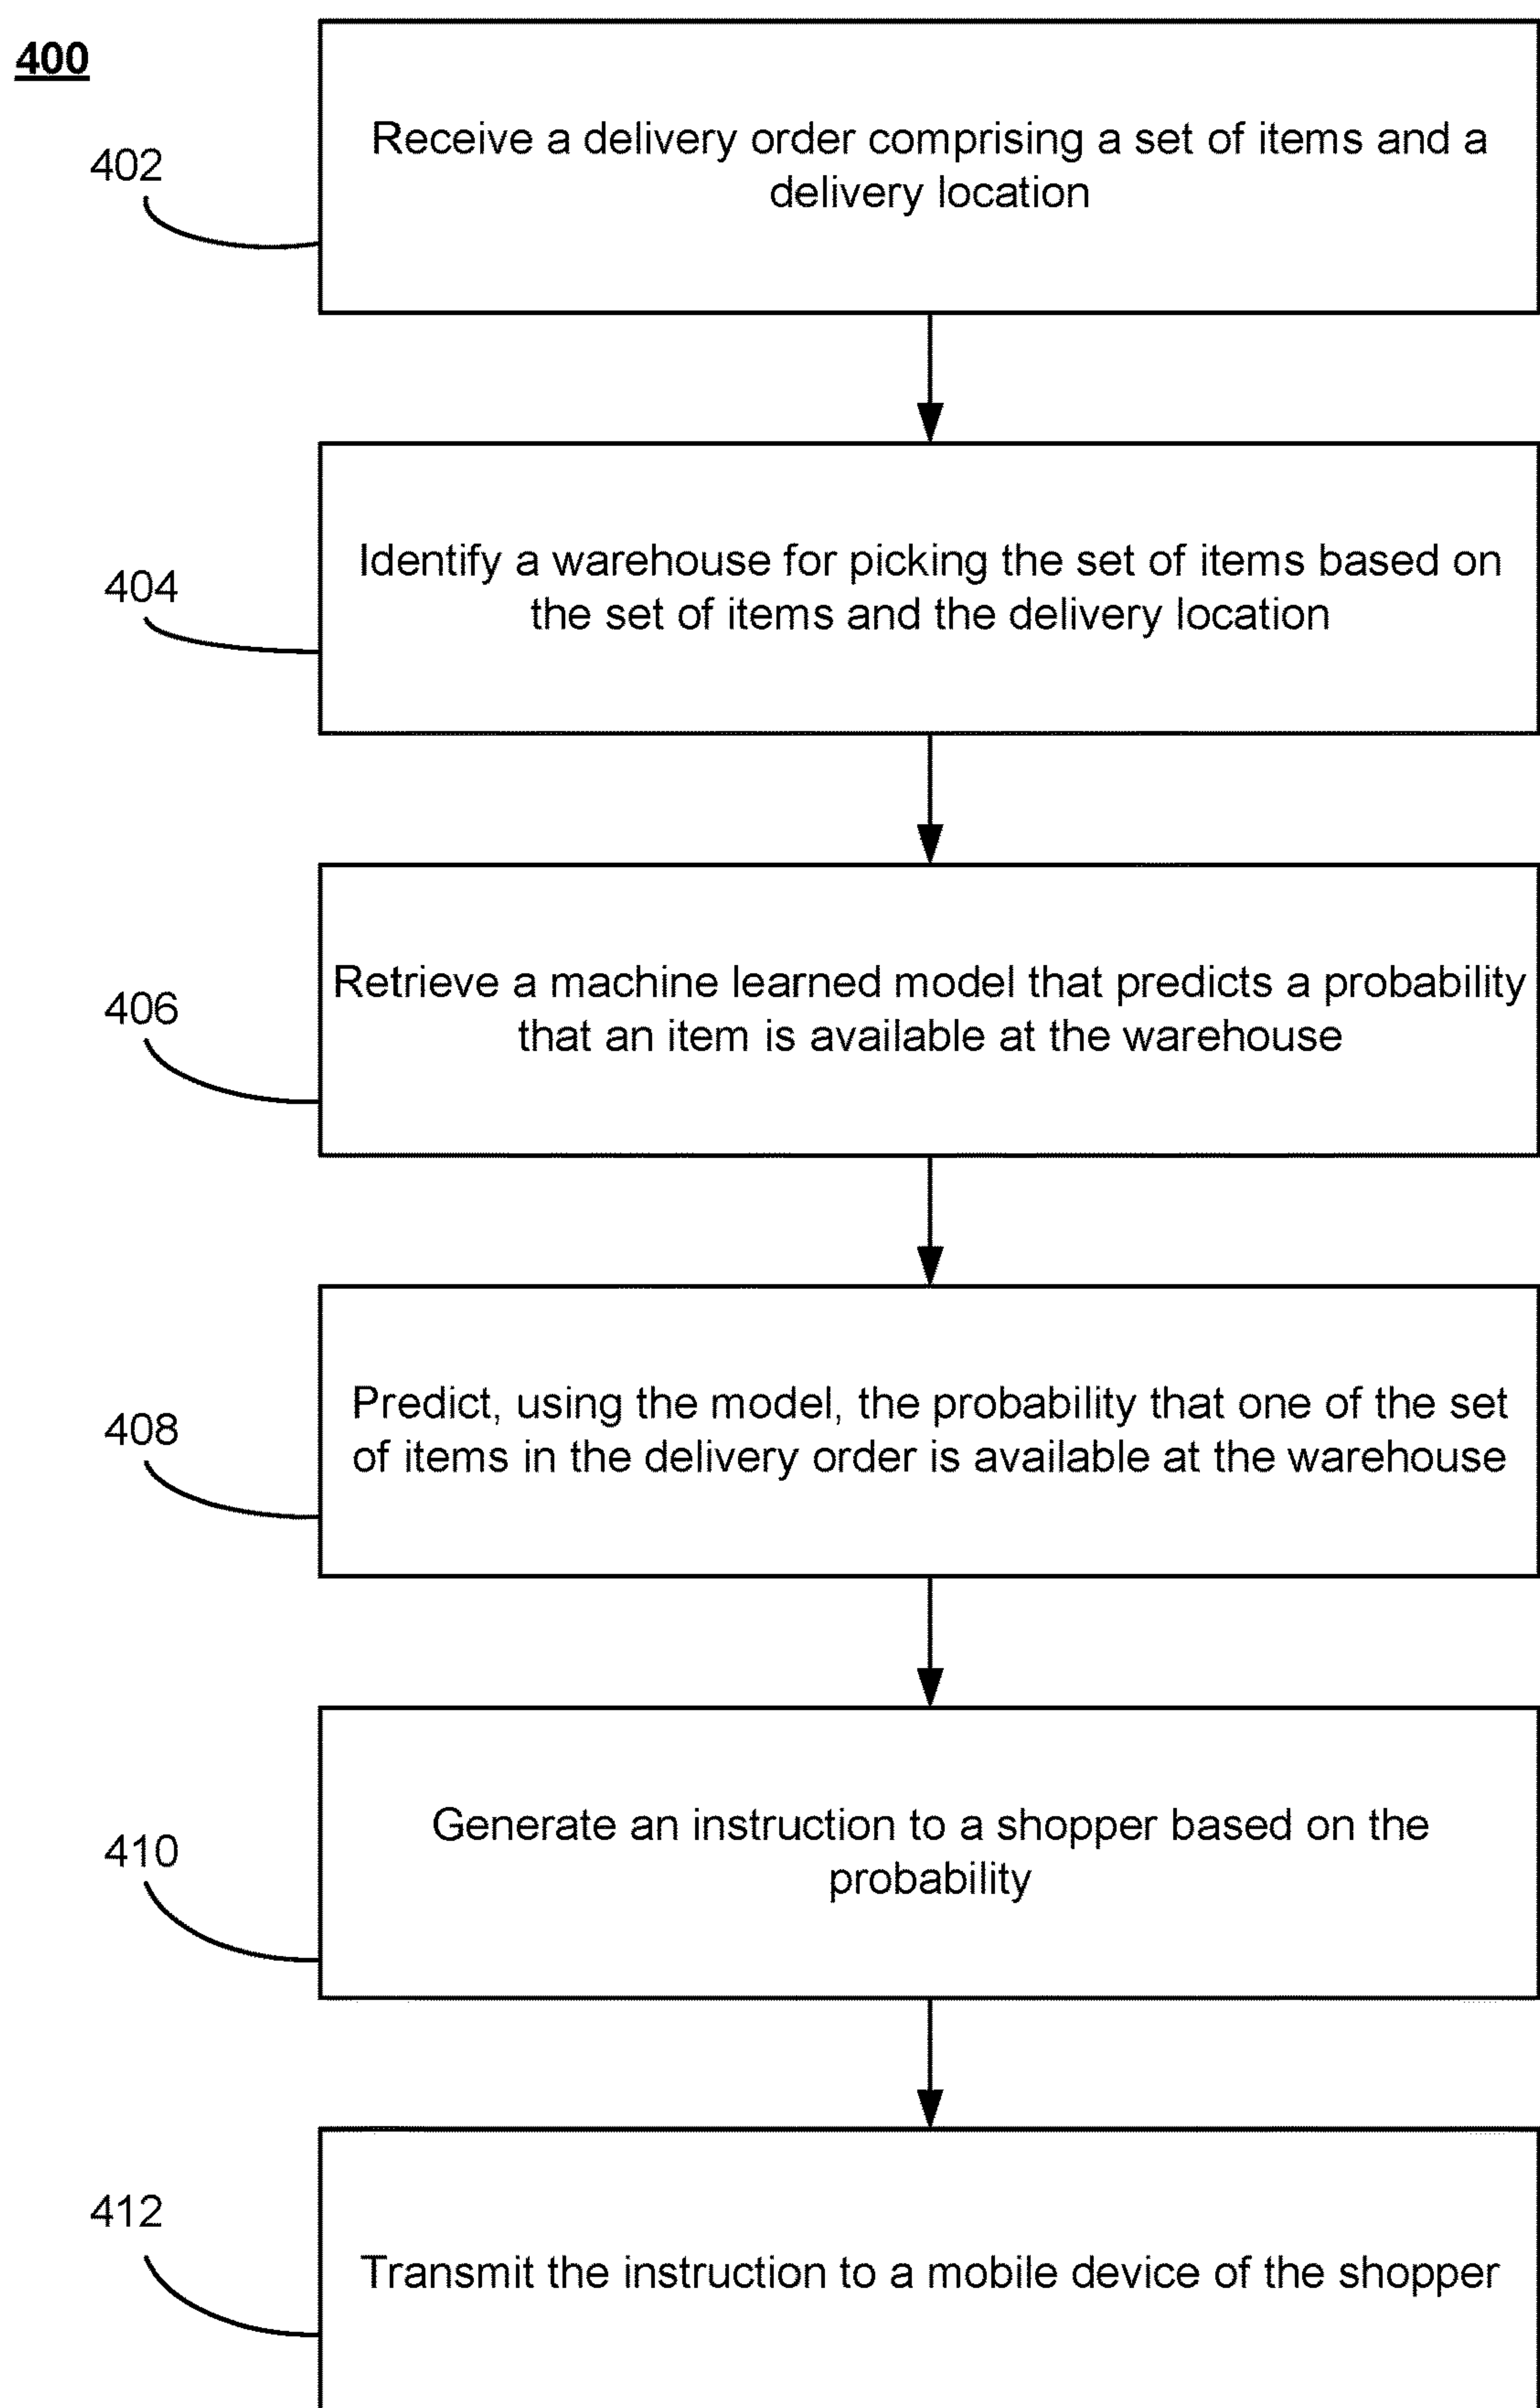 400
402
Receive a delivery order comprising a set of items and a
delivery location
404
Identify a warehouse for picking the set of items based on
the set of items and the delivery location
406
Retrieve a machine learned model that predicts a probability
that an item is available at the warehouse
408
Predict, using the model, the probability that one of the set
of items in the delivery order is available at the warehouse
410
Generate an instruction to a shopper based on the
probability
412
Transmit the instruction to a mobile device of the shopper